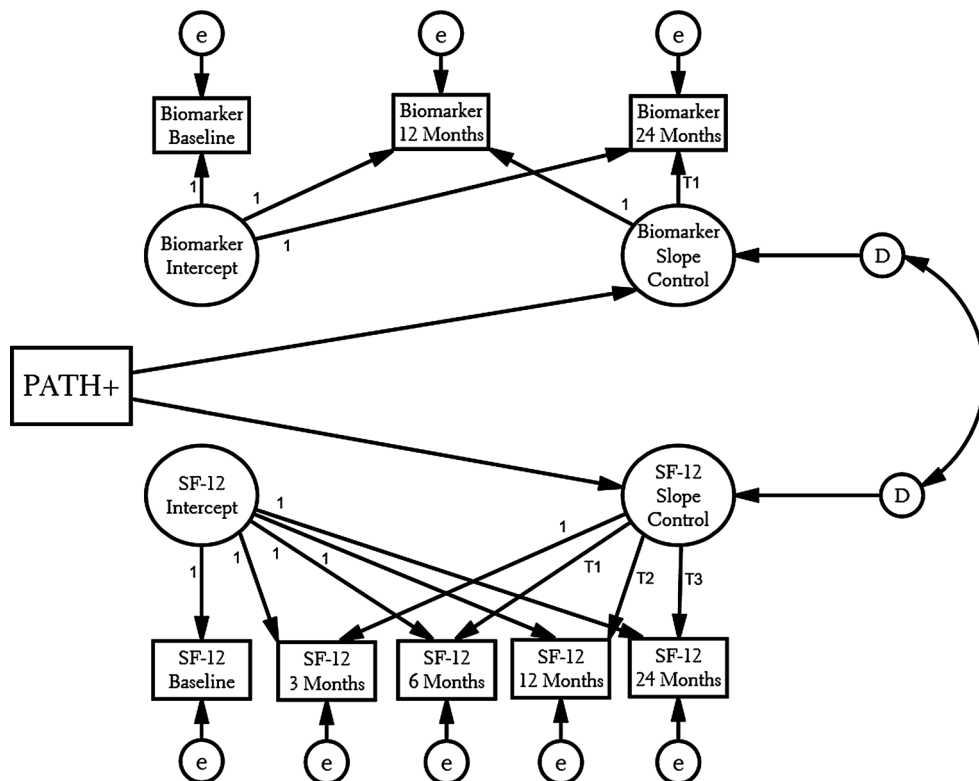 e
e
e
Biomarker
Baseline
Biomarker
12 Months
Biomarker
24 Months
1
1
1
1
T1
Biomarker
Intercept
Biomarker
Slope
Control
D
PATH+
SF-12
Intercept
SF-12
Slope
Control
D
1
1
1
1
1
1
T1
T2
T3
SF-12
Baseline
SF-12
3 Months
SF-12
6 Months
SF-12
12 Months
SF-12
24 Months
e
e
e
e
e